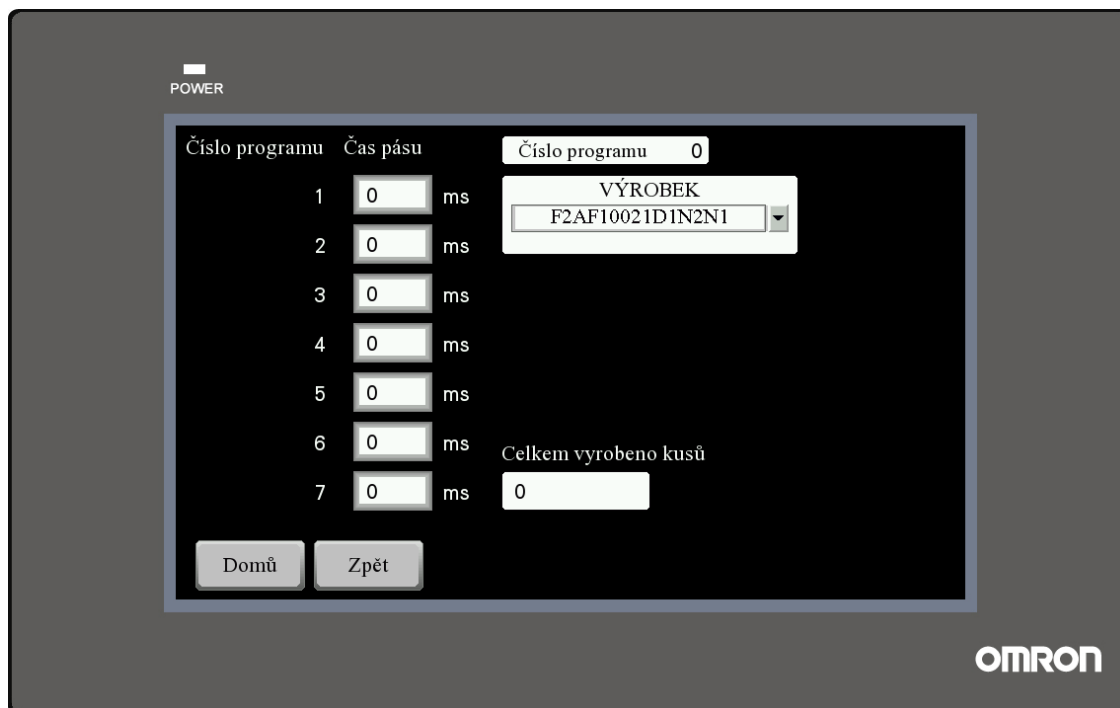 POWER
Číslo programu Čas pásu
Číslo programu 0
1 0 ms
VÝROBEK
F2AF10021D1N2N1
2 0 ms
3 0 ms
4 0 ms
5 0 ms
6 0 ms
Celkem vyrobeno kusů
7 0 ms
0
Domů Zpět
OMRON